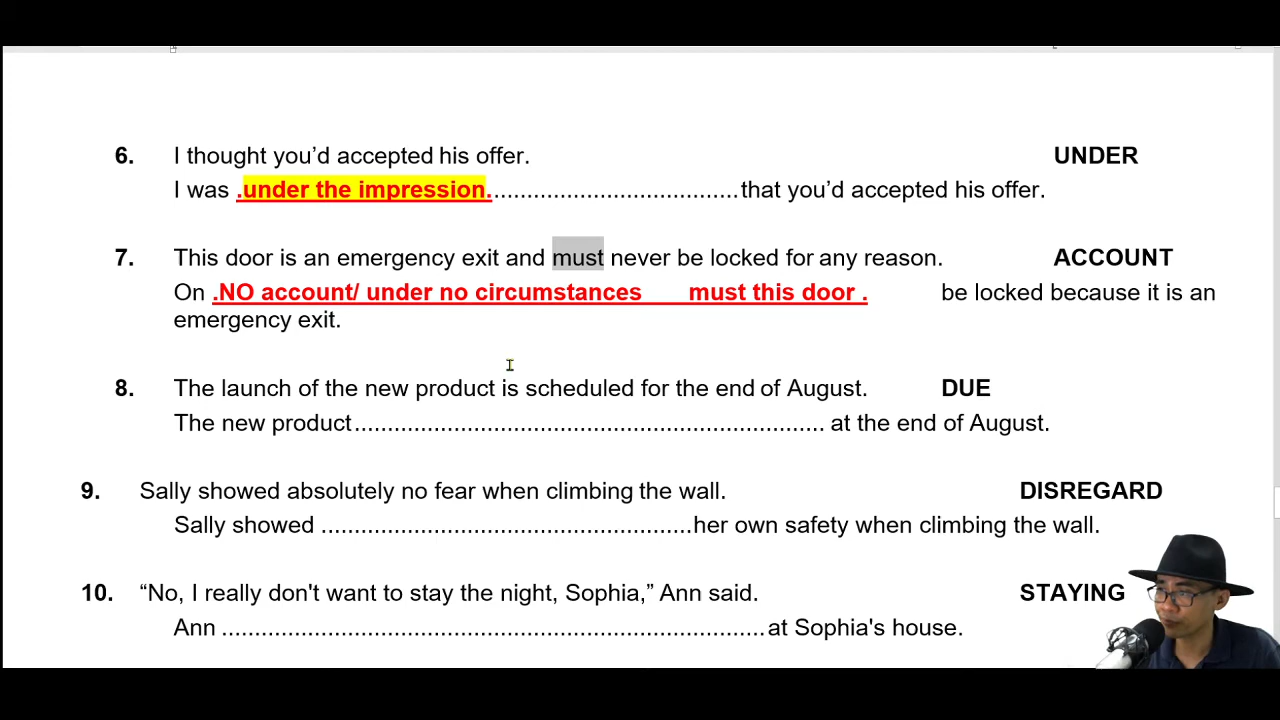 6. I thought you’d accepted his offer. UNDER
I was .under the impression....................................... that you’d accepted his offer.
7. This door is an emergency exit and must never be locked for any reason. ACCOUNT
On .NO account/ under no circumstances must this door . be locked because it is an
emergency exit.
8. The launch of the new product is scheduled for the end of August. DUE
The new product....................................................................... at the end of August.
9. Sally showed absolutely no fear when climbing the wall. DISREGARD
Sally showed ........................................................her own safety when climbing the wall.
10. “No, I really don't want to stay the night, Sophia,” Ann said. STAYING
Ann ..................................................................................at Sophia's house.